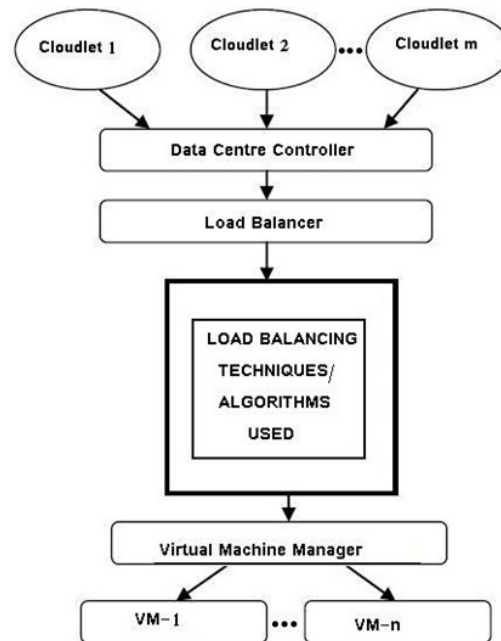 Cloudlet 1
Cloudlet 2
•••
Cloudlet m
Data Centre Controller
Load Balancer
LOAD BALANCING
TECHNIQUES/
ALGORITHMS
USED
Virtual Machine Manager
VM-1
•••
VM-n